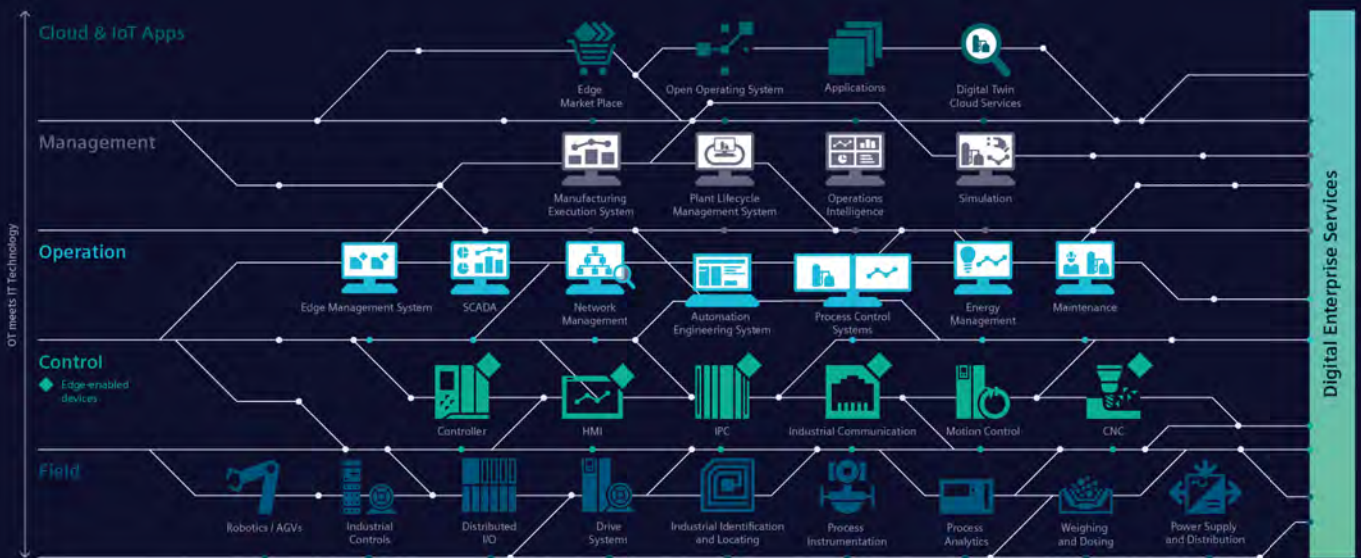 OT meets IT Technology
Cloud & IoT Apps
Edge
Market Place
Open Operating System
Applications
Digital Twin
Cloud Services
Management
Manufacturing
Execution System
Plant Lifecycle
Management System
Operations
Intelligence
Simulation
Operation
Edge Management System
SCADA
Network
Management
Automation
Engineering System
Process Control
Systems
Energy
Management
Maintenance
Control
Edge-enabled
devices
Controller
HMI
IPC
Industrial Communication
Motion Control
CNC
Field
Robotics / AGVs
Industrial
Controls
Distributed
I/O
Drive
Systems
Industrial Identification
and Locating
Process
Instrumentation
Process
Analytics
Weighing
and Dosing
Power Supply
and Distribution
Digital Enterprise Services